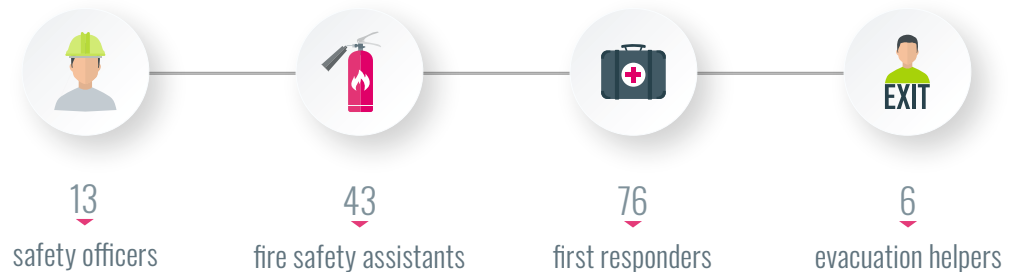 EXIT
13
safety officers
43
fire safety assistants
76
first responders
6
evacuation helpers